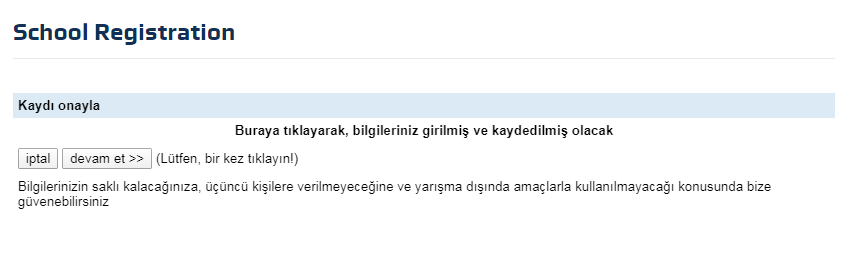 School Registration
Kaydı onayla
Buraya tıklayarak, bilgileriniz girilmiş ve kaydedilmiş olacak
iptal devam et >> (Lütfen, bir kez tıklayın!)
Bilgilerinizin saklı kalacağınıza, üçüncü kişilere verilmeyeceğine ve yarışma dışında amaçlarla kullanılmayacağı konusunda bize
güvenebilirsiniz